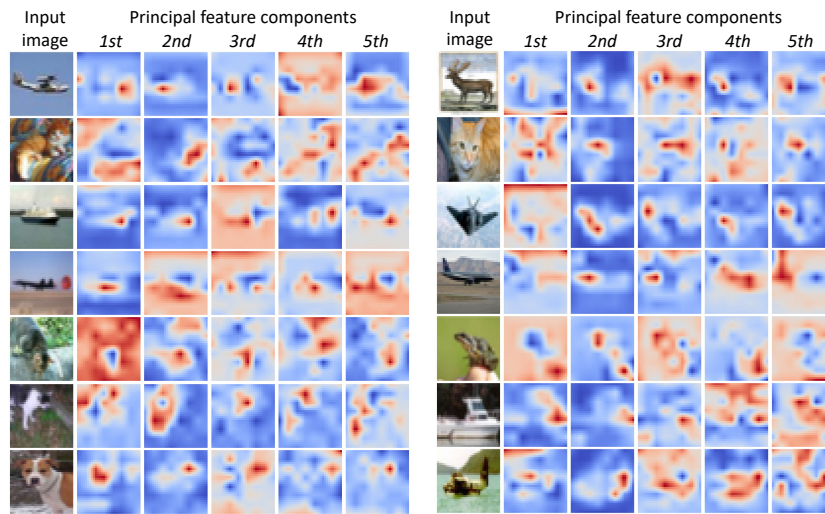 Input Principal feature components
image 1st 2nd 3rd 4th 5th
Input Principal feature components
image 1st 2nd 3rd 4th 5th